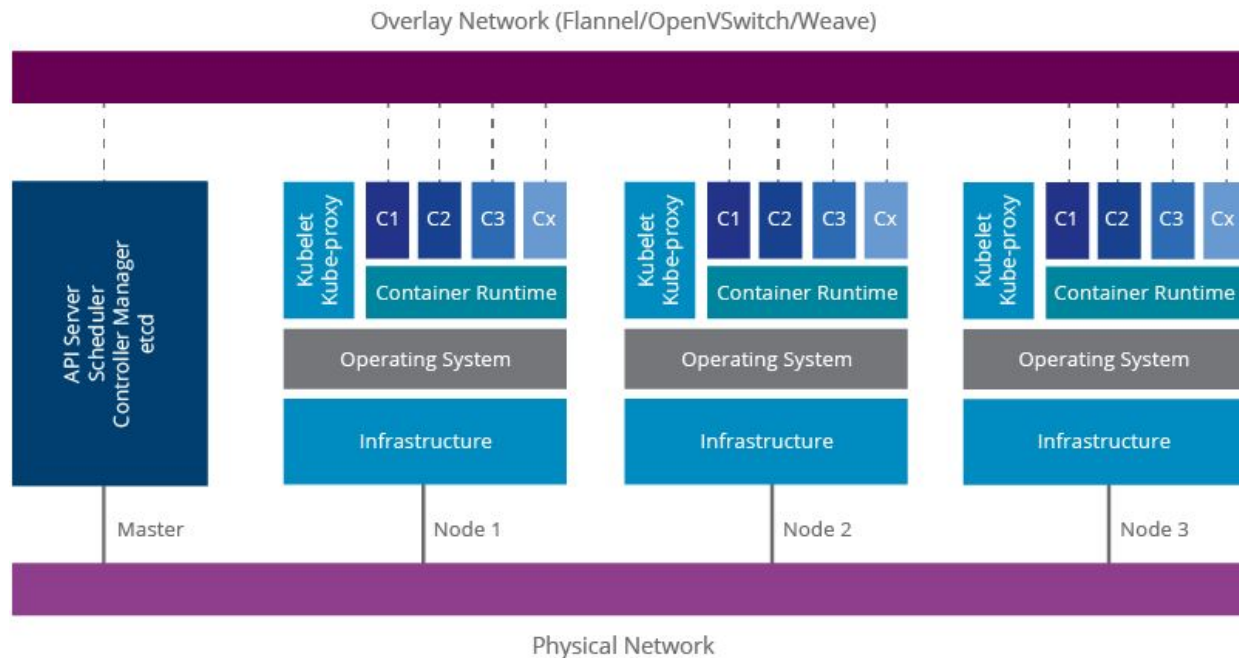 Overlay Network (Flannel/OpenVSwitch/Weave)
API Server
Scheduler
Controller Manager
etcd
Master
Kubelet
Kube-proxy
C1
C2
C3
Cx
Container Runtime
Operating System
Infrastructure
Node 1
Kubelet
Kube-proxy
C1
C2
C3
Cx
Container Runtime
Operating System
Infrastructure
Node 2
Kubelet
Kube-proxy
C1
C2
C3
Cx
Container Runtime
Operating System
Infrastructure
Node 3
Physical Network